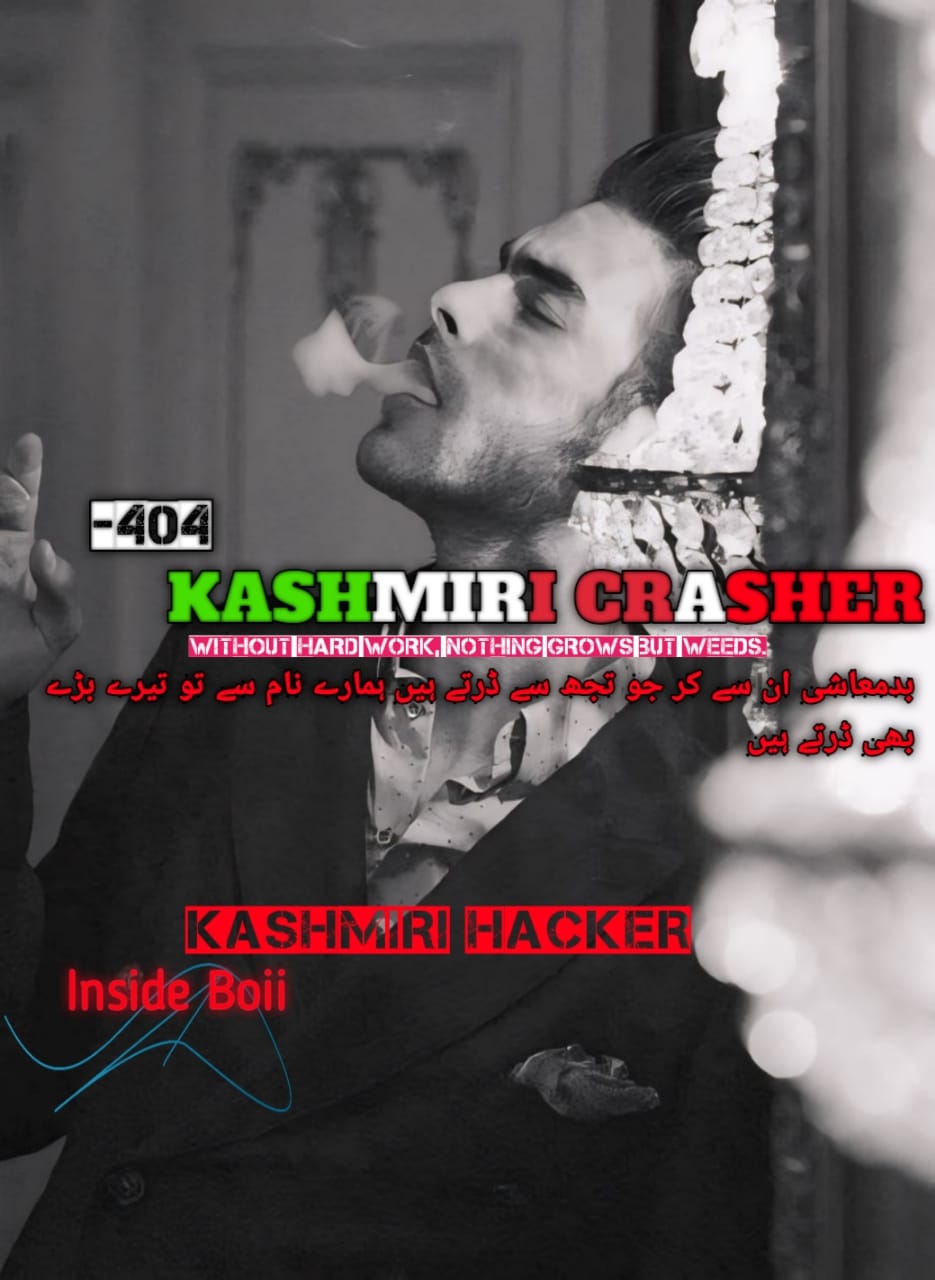 -404
KASHMIRI CRASHER
WITHOUT HARD WORK, NOTHING GROWS BUT WEEDS.
بدمعاشی ان سے کر جو تجھ سے ڈرتے ہیں ہمارے نام سے تو تیرے بڑے
بھی ڈرتے ہیں
KASHMIRI HACKER
Inside Boii